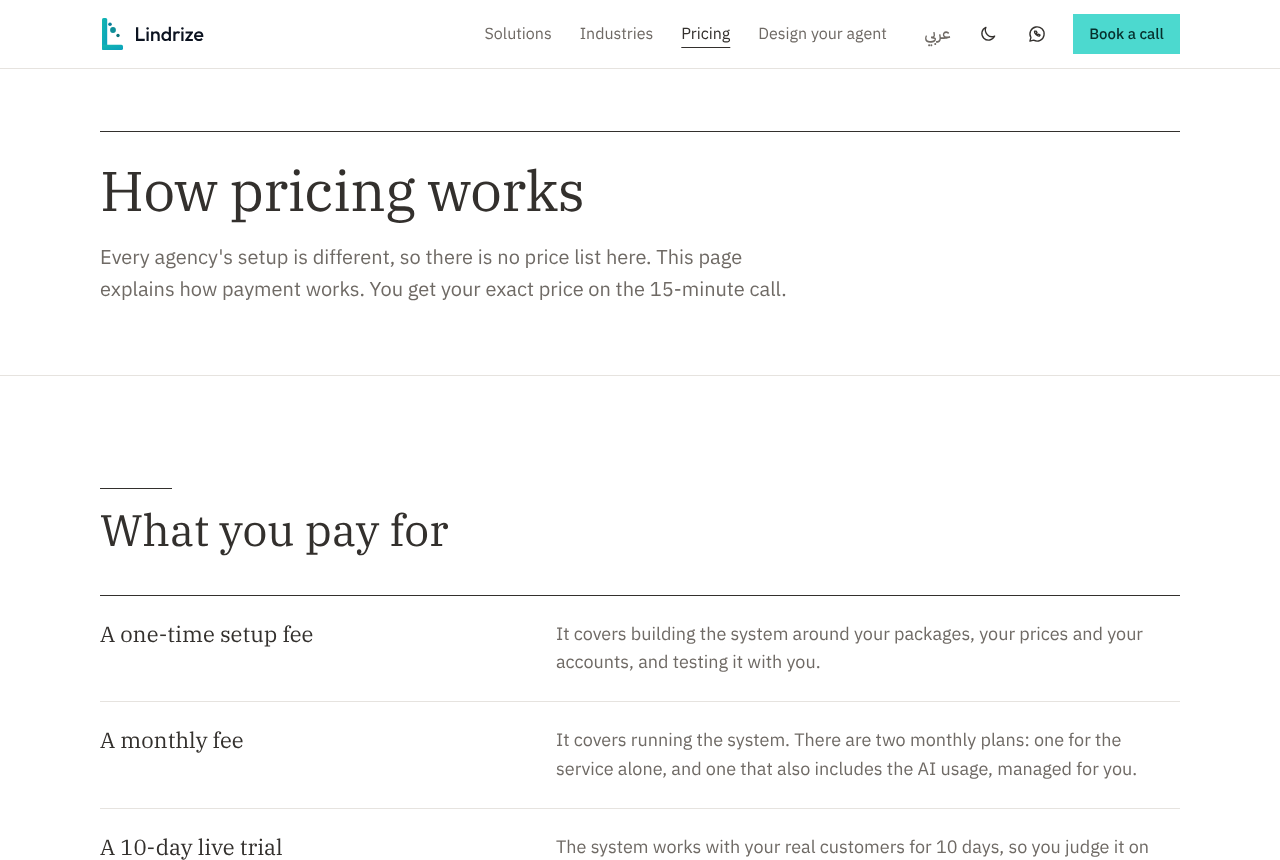 Lindrize
Solutions
Industries
Pricing
Design your agent
عربي
Book a call
How pricing works
Every agency's setup is different, so there is no price list here. This page
explains how payment works. You get your exact price on the 15-minute call.
What you pay for
A one-time setup fee
It covers building the system around your packages, your prices and your
accounts, and testing it with you.
A monthly fee
It covers running the system. There are two monthly plans: one for the
service alone, and one that also includes the AI usage, managed for you.
A 10-day live trial
The system works with your real customers for 10 days, so you judge it on